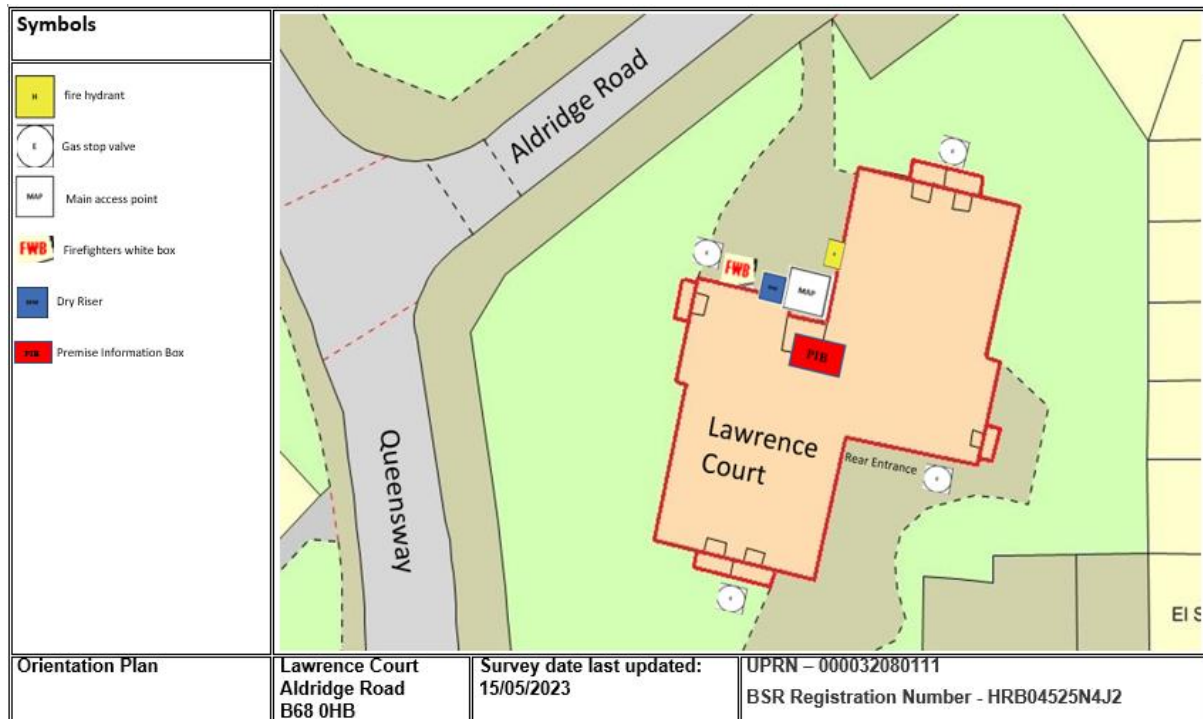 Symbols
H
fire hydrant
Gas stop valve
MAP
Main access point
FWB
Firefighters white box
Dry Riser
PIB
Premise Information Box
Aldridge Road
Queensway
FWB
MAP
PIB
Lawrence
Court
Rear Entrance
El S
Orientation Plan
Lawrence Court
Aldridge Road
B68 0HB
Survey date last updated:
15/05/2023
UPRN – 000032080111
BSR Registration Number - HRB04525N4J2